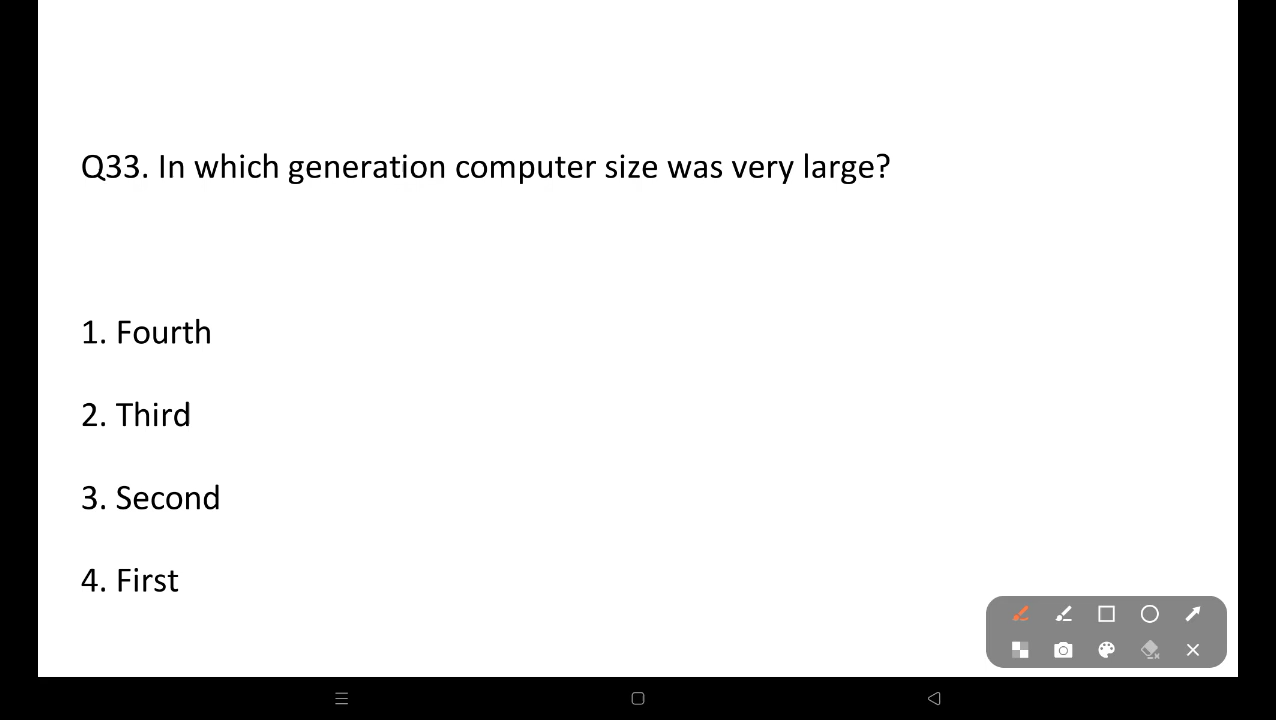 Q33. In which generation computer size was very large?
1. Fourth
2. Third
3. Second
4. First